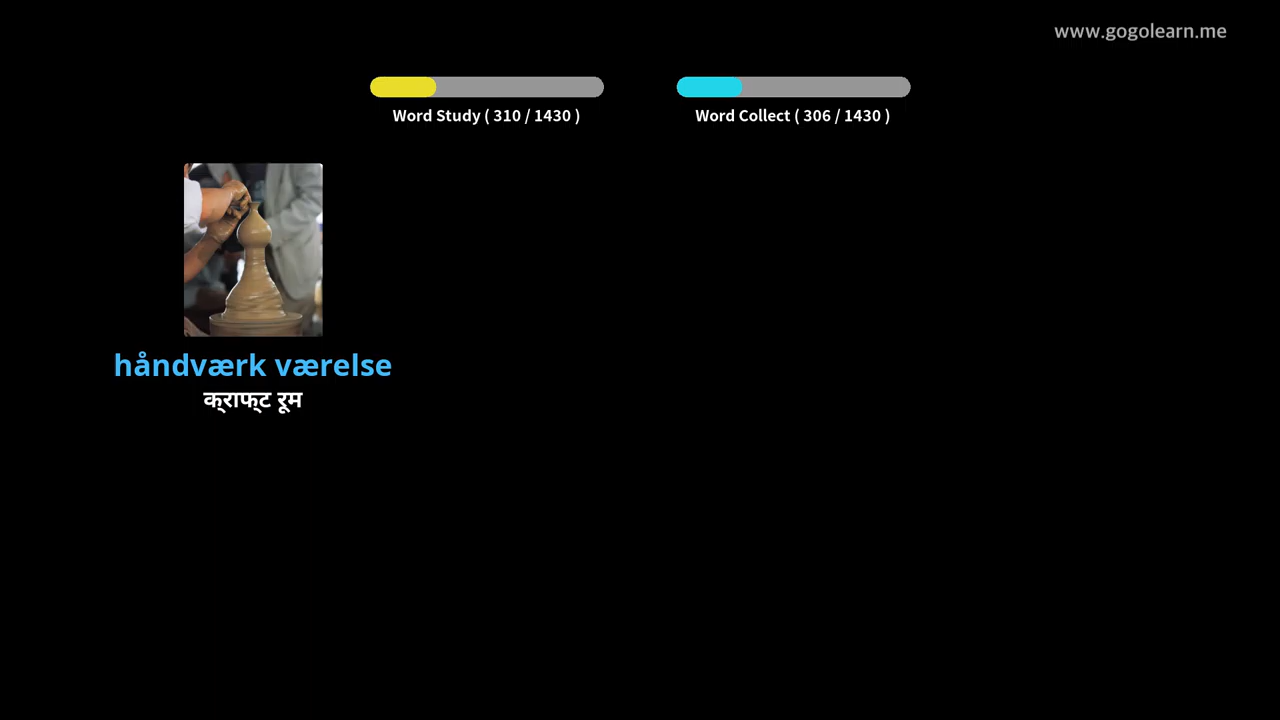 www.gogolearn.me
Word Study ( 310 / 1430 )
Word Collect ( 306 / 1430 )
håndværk værelse
क्राफ्ट रूम